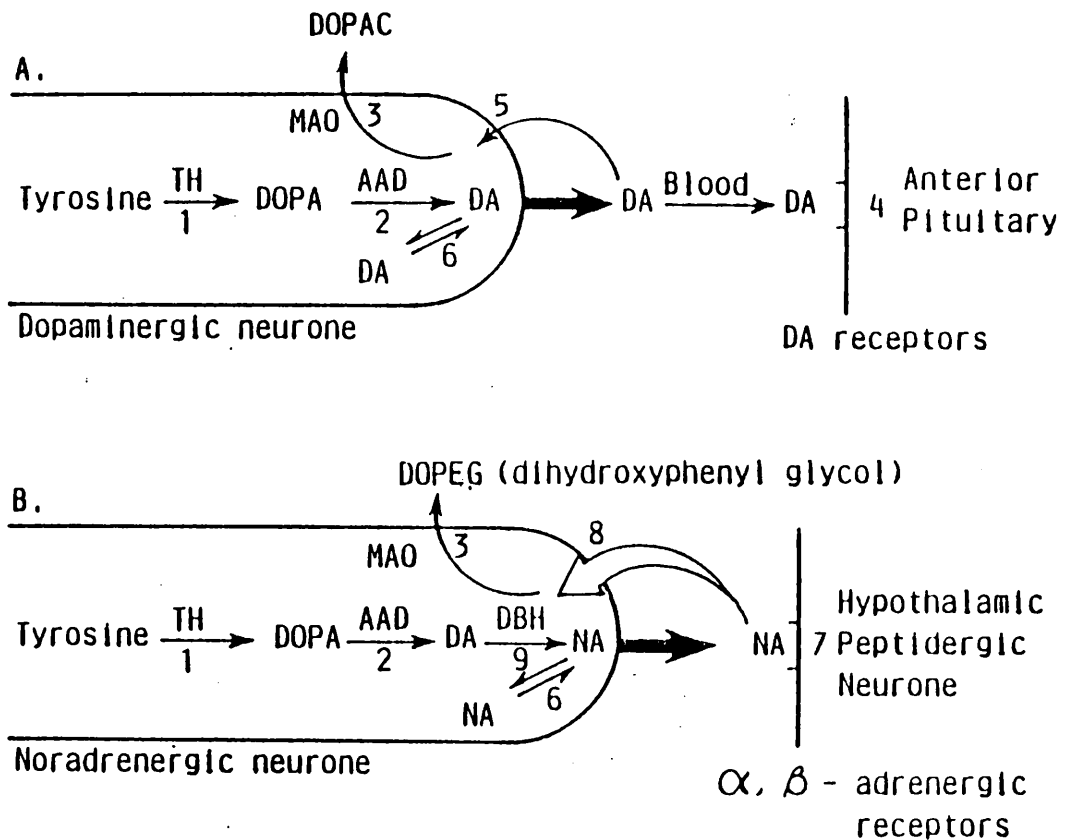 DOPAC
A.
5
MAO 3
Tyrosine TH DOPA AAD DA DA Blood DA 4 Anterior
1 2 Pituitary
6
DA
Dopaminergic neurone
DA receptors
DOPEG (dihydroxyphenyl glycol)
B.
8
MAO 3
Hypothalamic
Tyrosine TH DOPA AAD DA DBH NA NA 7 Peptidergic
1 2 9
Neurone
6
NA
Noradrenergic neurone
α, β - adrenergic
receptors